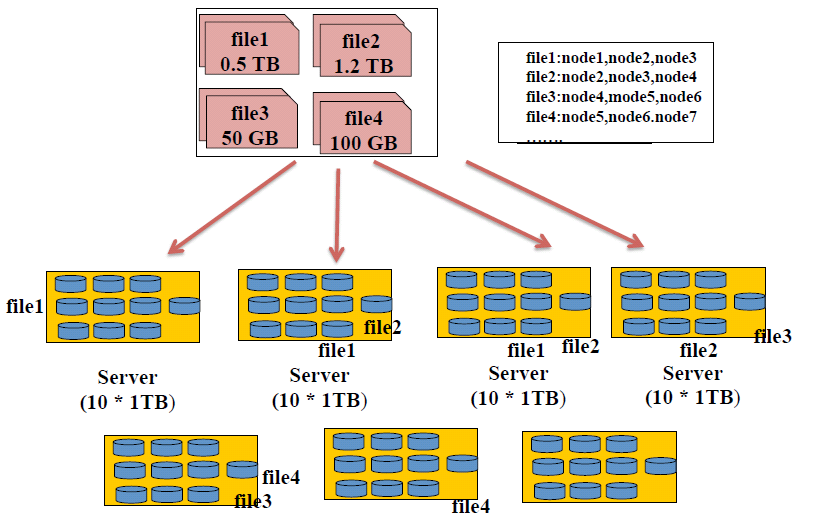 file1
0.5 TB
file2
1.2 TB
file3
50 GB
file4
100 GB
file1:node1,node2,node3
file2:node2,node3,node4
file3:node4,mode5,node6
file4:node5,node6.node7
.......
file1
Server
(10 * 1TB)
file2
file1
Server
(10 * 1TB)
file1
file2
Server
(10 * 1TB)
file2
file3
Server
(10 * 1TB)
file4
file3
file4